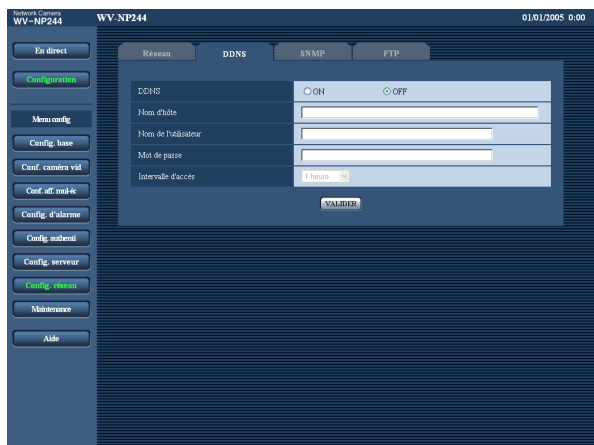 Network Camera
WV-NP244
WV-NP244
01/01/2005 0:00
En direct
Configuration
Menu config
Config. base
Conf. caméra vid
Conf. aff. mul-éc
Config. d'alarme
Config. authenti
Config. serveur
Config. réseau
Maintenance
Aide
Réseau
DDNS
SNMP
FTP
DDNS
ON
OFF
Nom d'hôte
Nom de l'utilisateur
Mot de passe
Intervalle d'accés
1 heure
VALIDER